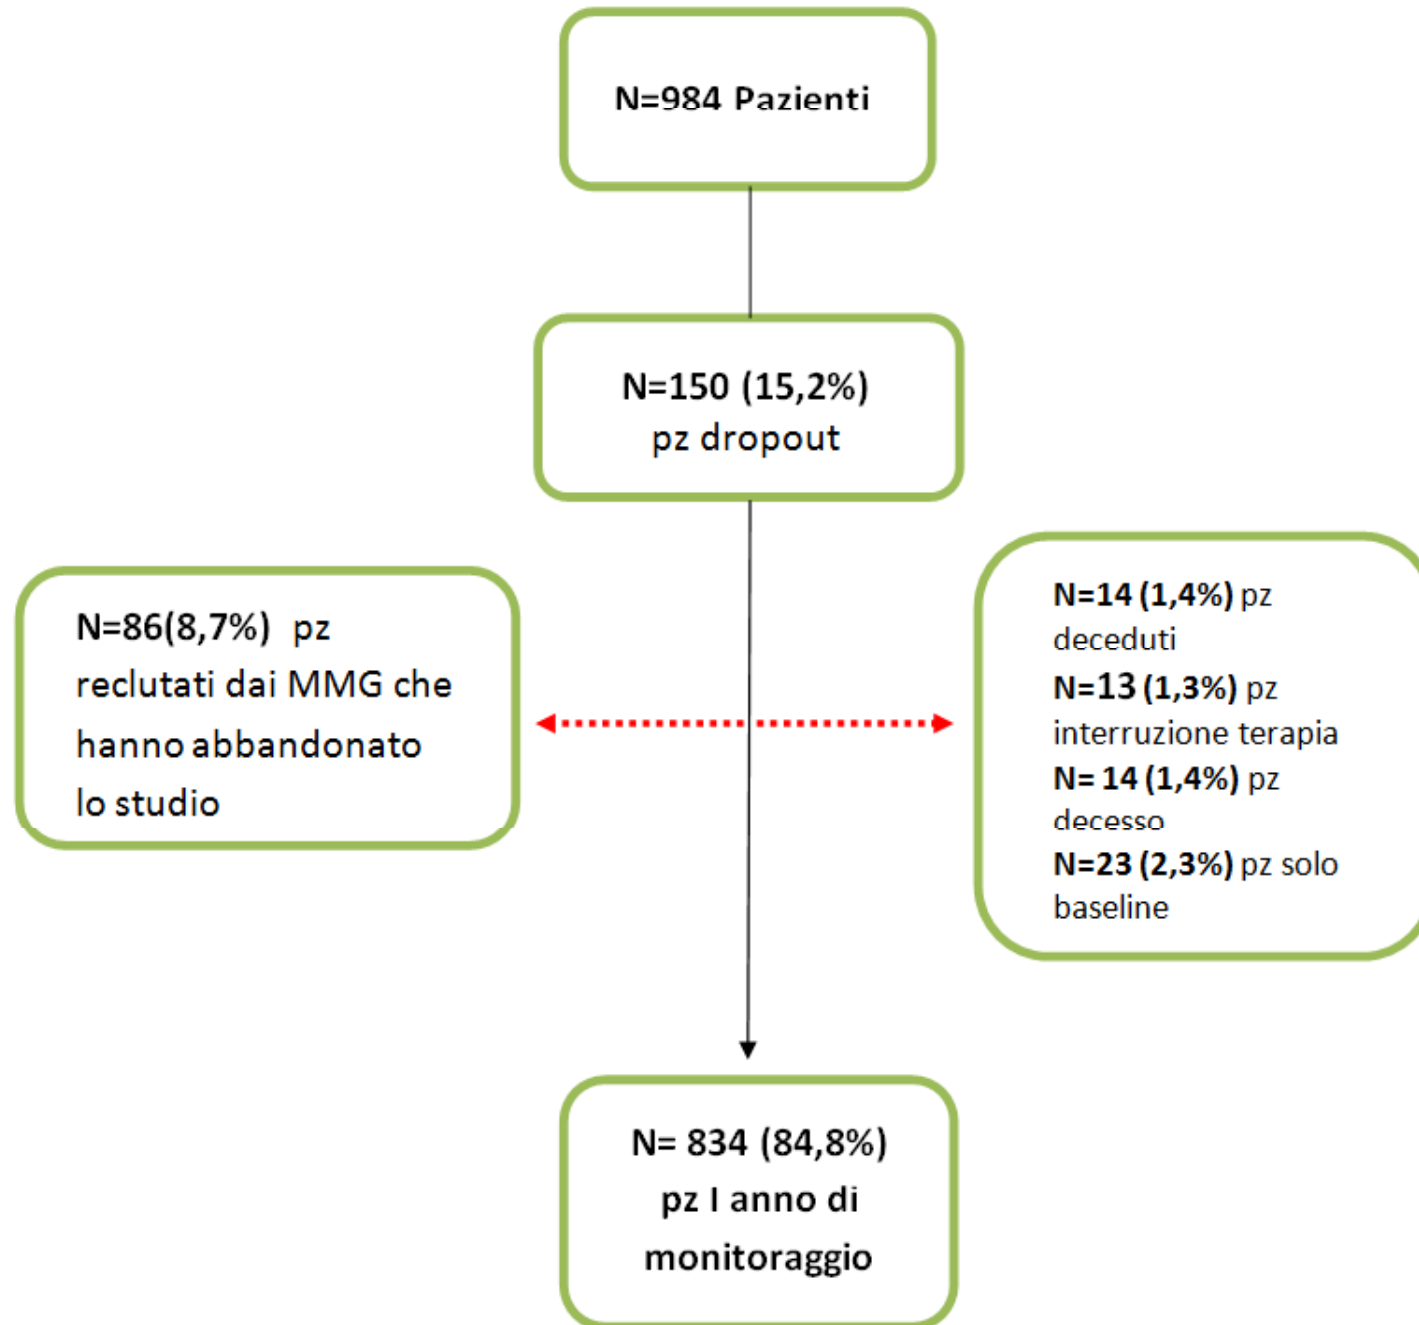 N=984 Pazienti
N=150 (15,2%)
pz dropout
N=86(8,7%) pz
reclutati dai MMG che
hanno abbandonato
lo studio
N=14 (1,4%) pz
deceduti
N=13 (1,3%) pz
interruzione terapia
N= 14 (1,4%) pz
decesso
N=23 (2,3%) pz solo
baseline
N= 834 (84,8%)
pz I anno di
monitoraggio